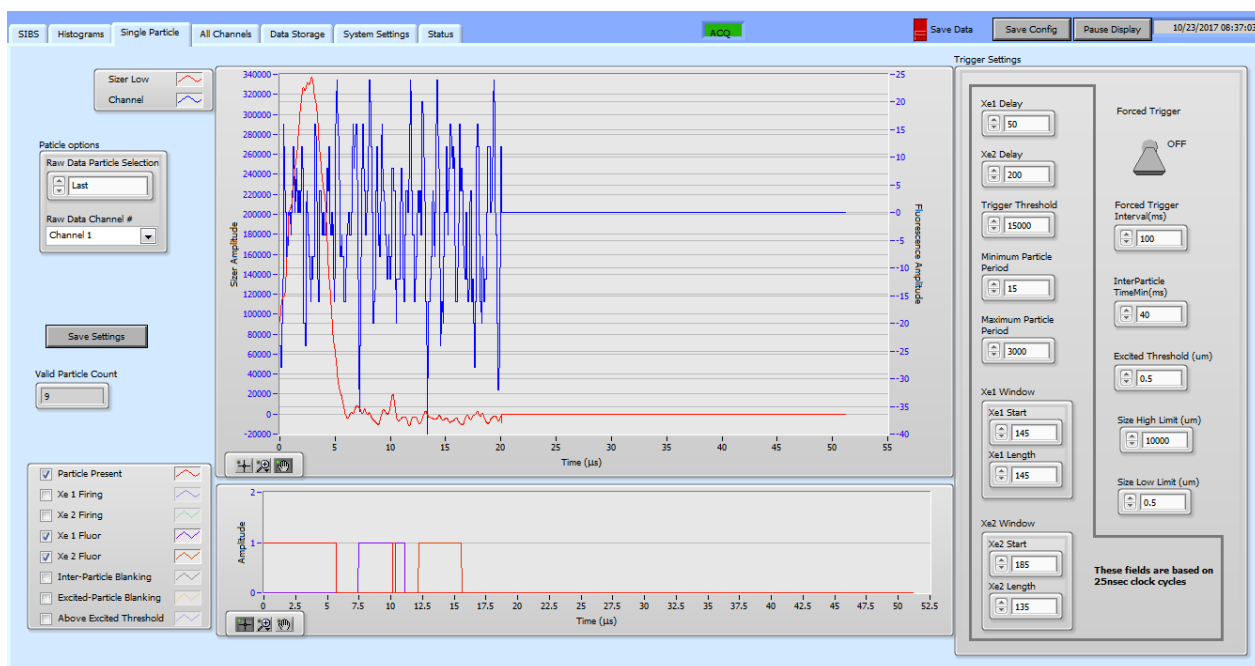 SIBS Histograms Single Particle All Channels Data Storage System Settings Status
ACQ
Save Data
Save Config
Pause Display
10/23/2017 08:37:03
Sizer Low
Channel
Paticle options
Raw Data Particle Selection
Last
Raw Data Channel #
Channel 1
Save Settings
Valid Particle Count
9
Sizer Amplitude
340000
320000
300000
280000
260000
240000
220000
200000
180000
160000
140000
120000
100000
80000
60000
40000
20000
0
-20000
25
20
15
10
5
0
-5
-10
-15
-20
-25
-30
-35
-40
Fluorescence Amplitude
0 5 10 15 20 25 30 35 40 45 50 55
Time (µs)
Particle Present
Xe 1 Firing
Xe 2 Firing
Xe 1 Fluor
Xe 2 Fluor
Inter-Particle Blanking
Excited-Particle Blanking
Above Excited Threshold
Amplitude
2
1
0
0 2.5 5 7.5 10 12.5 15 17.5 20 22.5 25 27.5 30 32.5 35 37.5 40 42.5 45 47.5 50 52.5
Time (µs)
Trigger Settings
Xe1 Delay
50
Xe2 Delay
200
Trigger Threshold
15000
Minimum Particle
Period
15
Maximum Particle
Period
3000
Xe1 Window
Xe1 Start
145
Xe1 Length
145
Xe2 Window
Xe2 Start
185
Xe2 Length
135
Forced Trigger
OFF
Forced Trigger
Interval(ms)
100
InterParticle
TimeMin(ms)
40
Excited Threshold (um)
0.5
Size High Limit (um)
10000
Size Low Limit (um)
0.5
These fields are based on
25nsec clock cycles